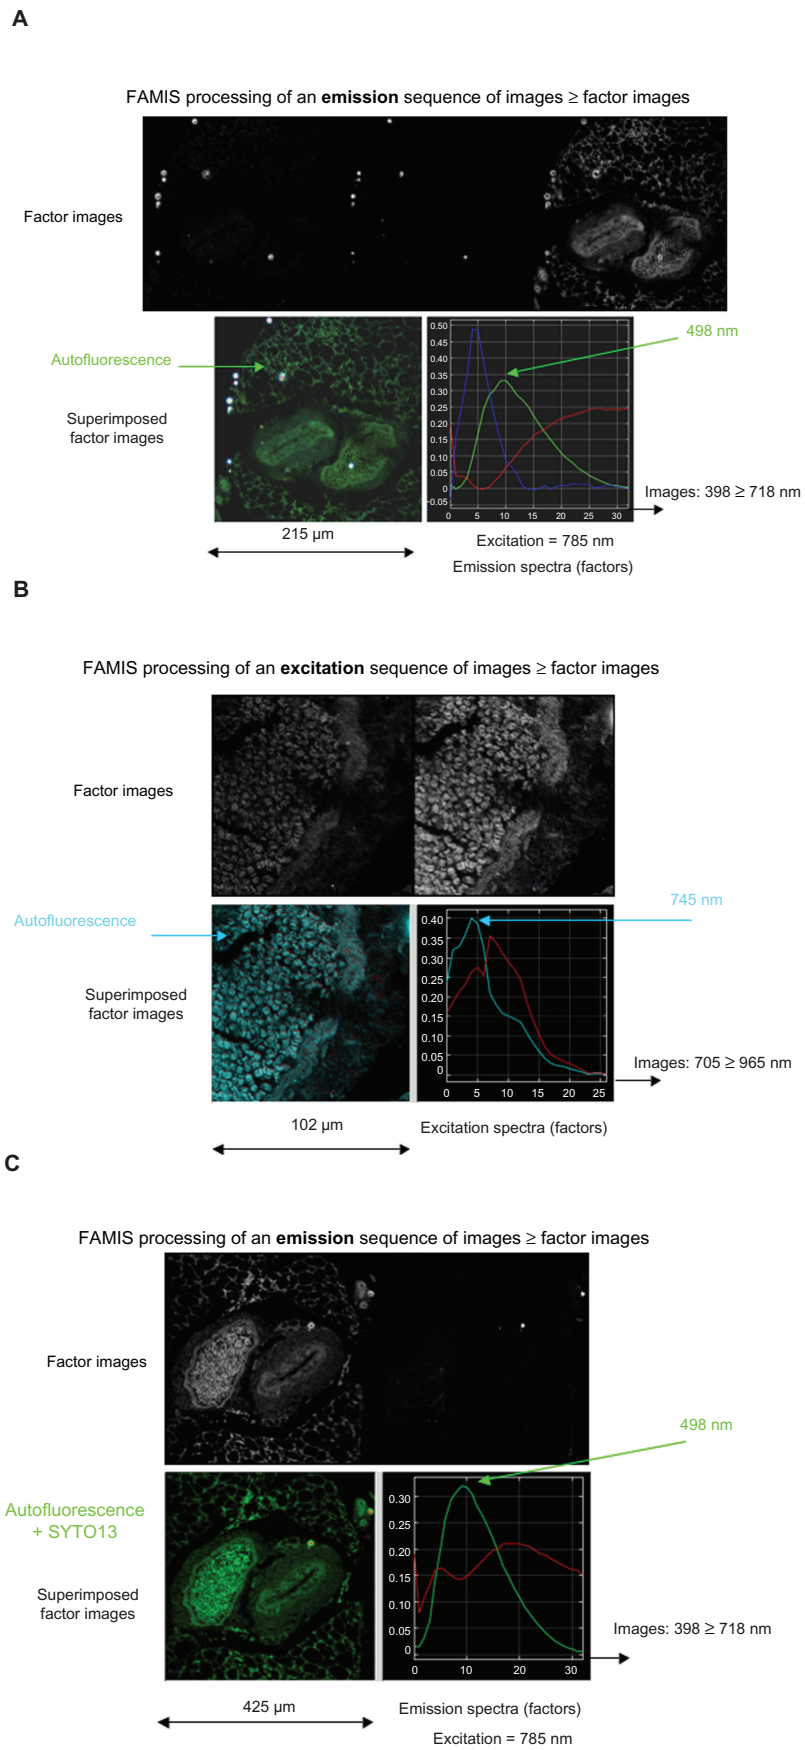 A
FAMIS processing of an emission sequence of images ≥ factor images
Factor images
Autofluorescence
Superimposed
factor images
0.50
0.45
0.40
0.35
0.30
0.25
0.20
0.15
0.10
0.05
0
-0.05
0 5 10 15 20 25 30
498 nm
Images: 398 ≥ 718 nm
215 µm
Excitation = 785 nm
Emission spectra (factors)
B
FAMIS processing of an excitation sequence of images ≥ factor images
Factor images
Autofluorescence
Superimposed
factor images
0.40
0.35
0.30
0.25
0.20
0.15
0.10
0.05
0
0 5 10 15 20 25
745 nm
Images: 705 ≥ 965 nm
102 µm
Excitation spectra (factors)
C
FAMIS processing of an emission sequence of images ≥ factor images
Factor images
Autofluorescence
+ SYTO13
Superimposed
factor images
0.30
0.25
0.20
0.15
0.10
0.05
0
0 10 20 30
498 nm
Images: 398 ≥ 718 nm
425 µm
Emission spectra (factors)
Excitation = 785 nm